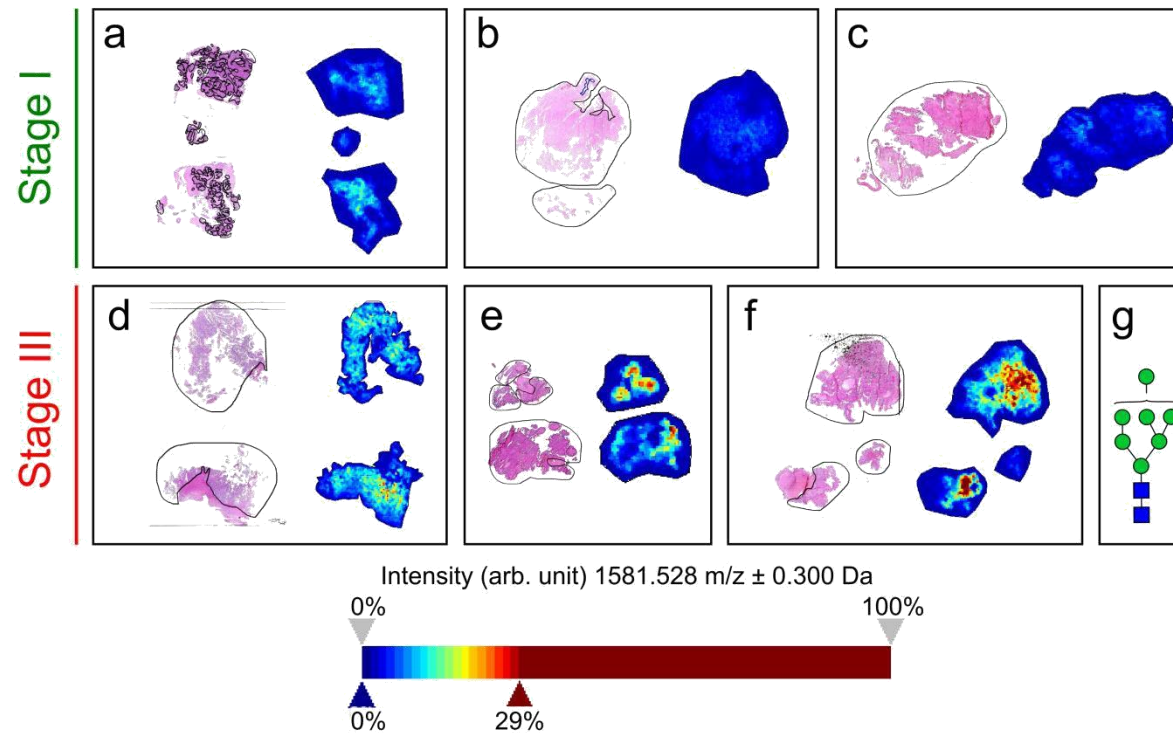 Stage I
a
b
c
Stage III
d
e
f
g
Intensity (arb. unit) 1581.528 m/z ± 0.300 Da
0%
100%
0%
29%